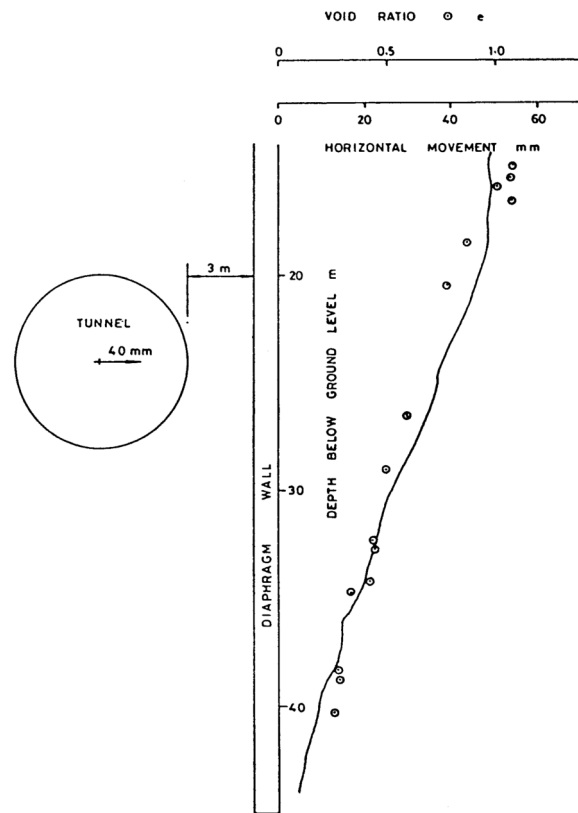 VOID RATIO ⊙ e
0 0.5 1.0
0 20 40 60
HORIZONTAL MOVEMENT mm
3 m
20
TUNNEL
40 mm
DEPTH BELOW GROUND LEVEL m
30
DIAPHRAGM WALL
40